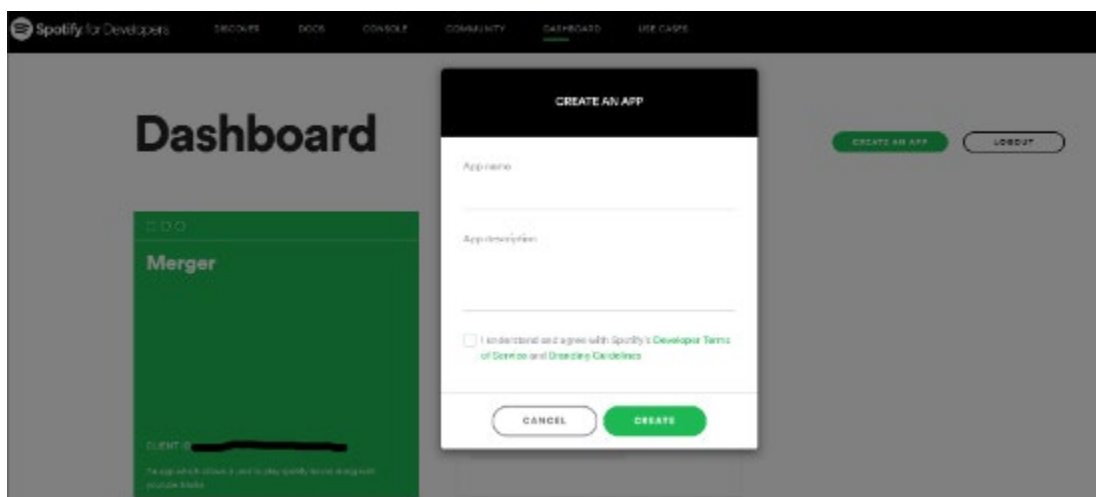 Spotify for Developers DISCOVER DOCS CONSOLE COMMUNITY DASHBOARD USE CASES
CREATE AN APP
Dashboard
CREATE AN APP LOGOUT
App name
App description
Merger
I understand and agree with Spotify's Developer Terms
of Service and Branding Guidelines
CANCEL CREATE
CLIENT ID